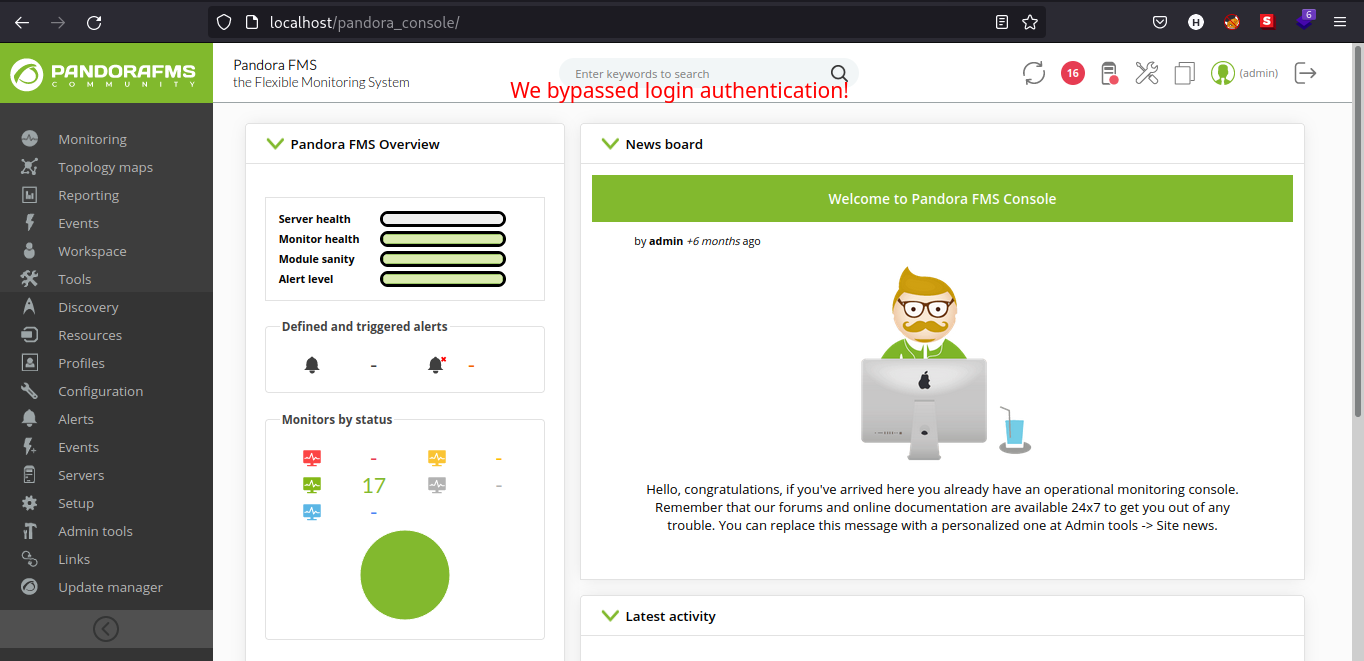 localhost/pandora_console/
6
H
S
PANDORAFMS
COMMUNITY
Pandora FMS
the Flexible Monitoring System
Enter keywords to search
16
(admin)
We bypassed login authentication!
Monitoring
Topology maps
Reporting
Events
Workspace
Tools
Discovery
Resources
Profiles
Configuration
Alerts
Events
Servers
Setup
Admin tools
Links
Update manager
Pandora FMS Overview
Server health
Monitor health
Module sanity
Alert level
Defined and triggered alerts
- -
Monitors by status
- -
17 -
-
News board
Welcome to Pandora FMS Console
by admin +6 months ago
Hello, congratulations, if you've arrived here you already have an operational monitoring console.
Remember that our forums and online documentation are available 24x7 to get you out of any
trouble. You can replace this message with a personalized one at Admin tools -> Site news.
Latest activity